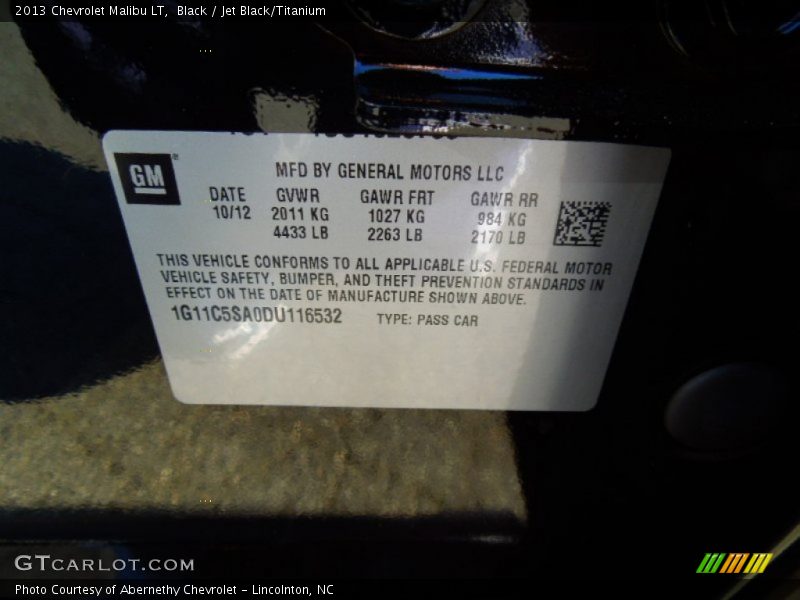 2013 Chevrolet Malibu LT, Black / Jet Black/Titanium
GM
MFD BY GENERAL MOTORS LLC
DATE GVWR GAWR FRT GAWR RR
10/12 2011 KG 1027 KG 984 KG
4433 LB 2263 LB 2170 LB
THIS VEHICLE CONFORMS TO ALL APPLICABLE U.S. FEDERAL MOTOR
VEHICLE SAFETY, BUMPER, AND THEFT PREVENTION STANDARDS IN
EFFECT ON THE DATE OF MANUFACTURE SHOWN ABOVE.
1G11C5SA0DU116532 TYPE: PASS CAR
GTCARLOT.COM
Photo Courtesy of Abernethy Chevrolet - Lincolnton, NC